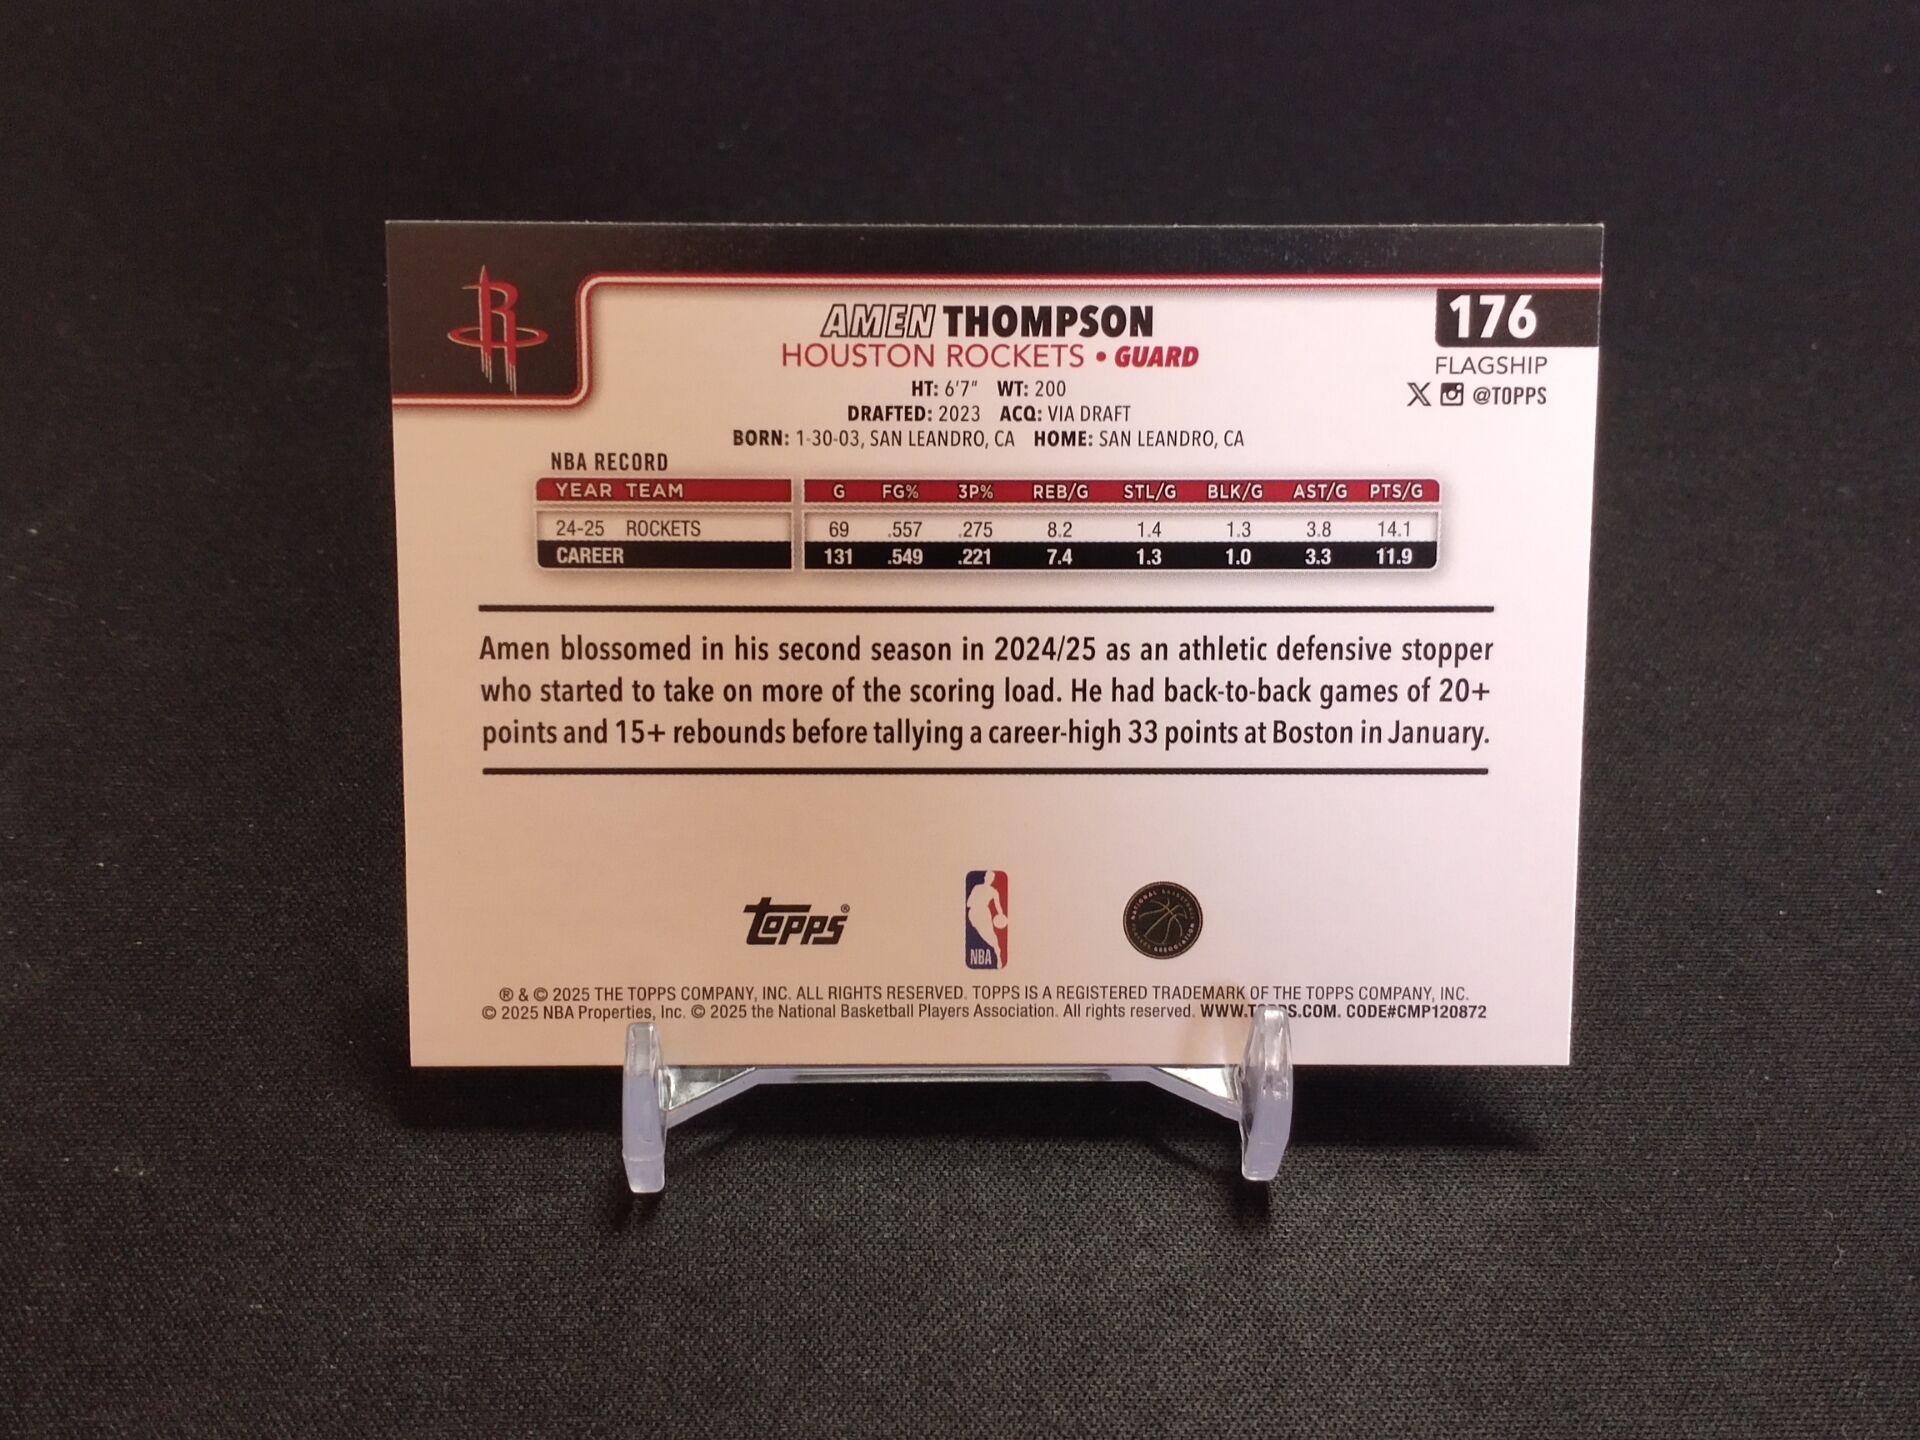 AMEN THOMPSON
HOUSTON ROCKETS • GUARD
176
FLAGSHIP
@TOPPS
HT: 6'7" WT: 200
DRAFTED: 2023 ACQ: VIA DRAFT
BORN: 1-30-03, SAN LEANDRO, CA HOME: SAN LEANDRO, CA
NBA RECORD
YEAR TEAM G FG% 3P% REB/G STL/G BLK/G AST/G PTS/G
24-25 ROCKETS 69 .557 .275 8.2 1.4 1.3 3.8 14.1
CAREER 131 .549 .221 7.4 1.3 1.0 3.3 11.9
Amen blossomed in his second season in 2024/25 as an athletic defensive stopper
who started to take on more of the scoring load. He had back-to-back games of 20+
points and 15+ rebounds before tallying a career-high 33 points at Boston in January.
topps®
NBA
NATIONAL BASKETBALL PLAYERS ASSOCIATION
® & © 2025 THE TOPPS COMPANY, INC. ALL RIGHTS RESERVED. TOPPS IS A REGISTERED TRADEMARK OF THE TOPPS COMPANY, INC.
© 2025 NBA Properties, Inc. © 2025 the National Basketball Players Association. All rights reserved. WWW.TOPPS.COM. CODE#CMP120872